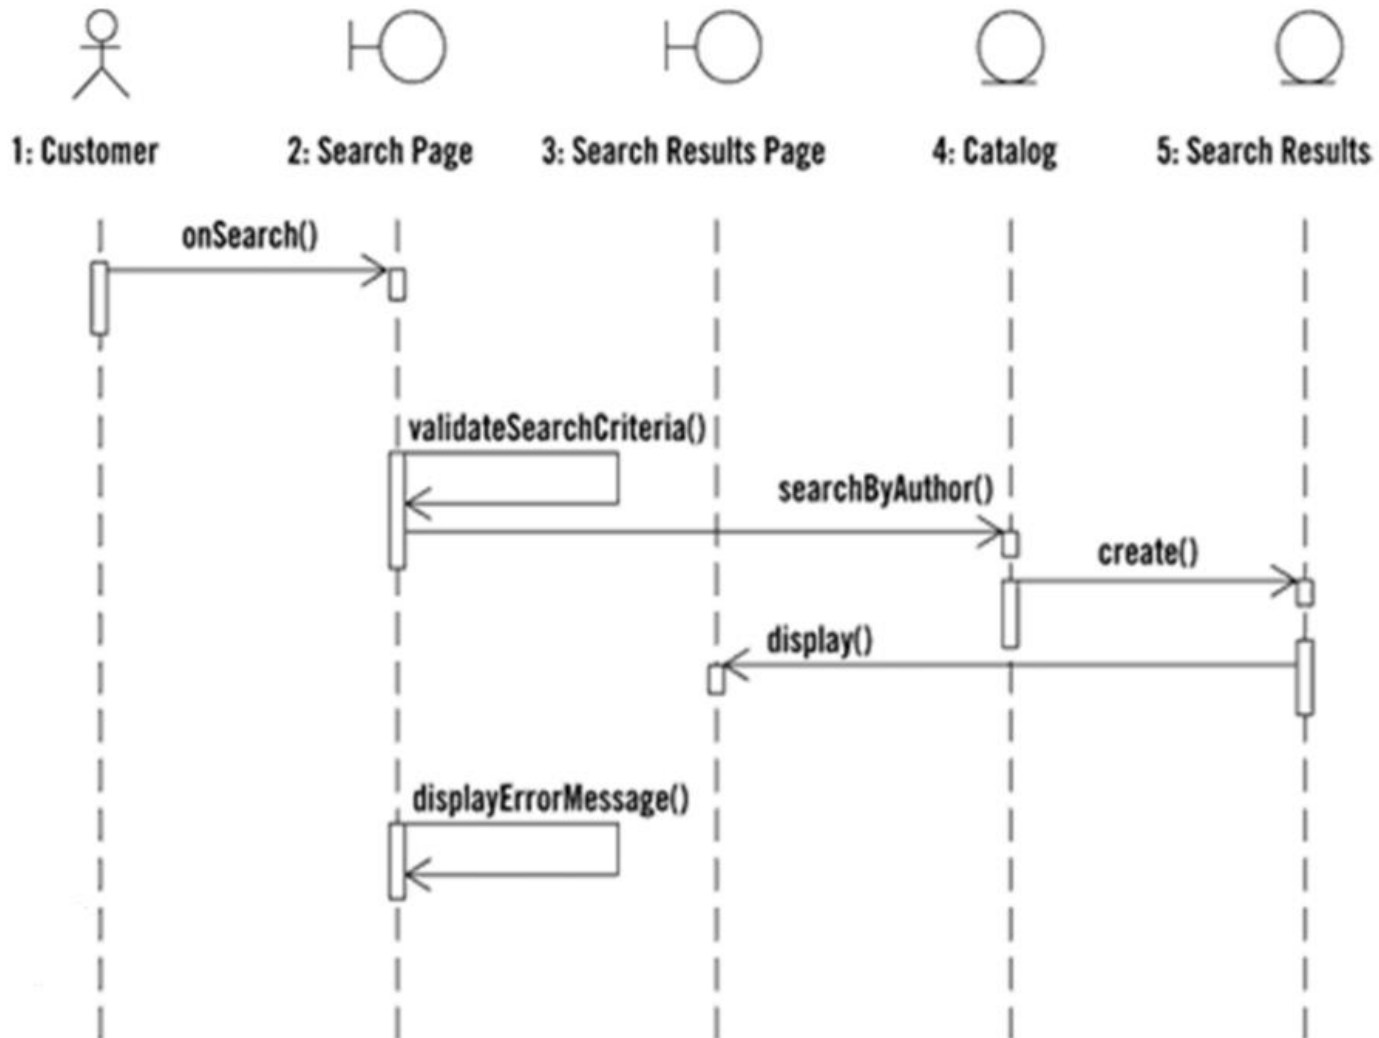 1: Customer
2: Search Page
3: Search Results Page
4: Catalog
5: Search Results
onSearch()
validateSearchCriteria()
searchByAuthor()
create()
display()
displayErrorMessage()